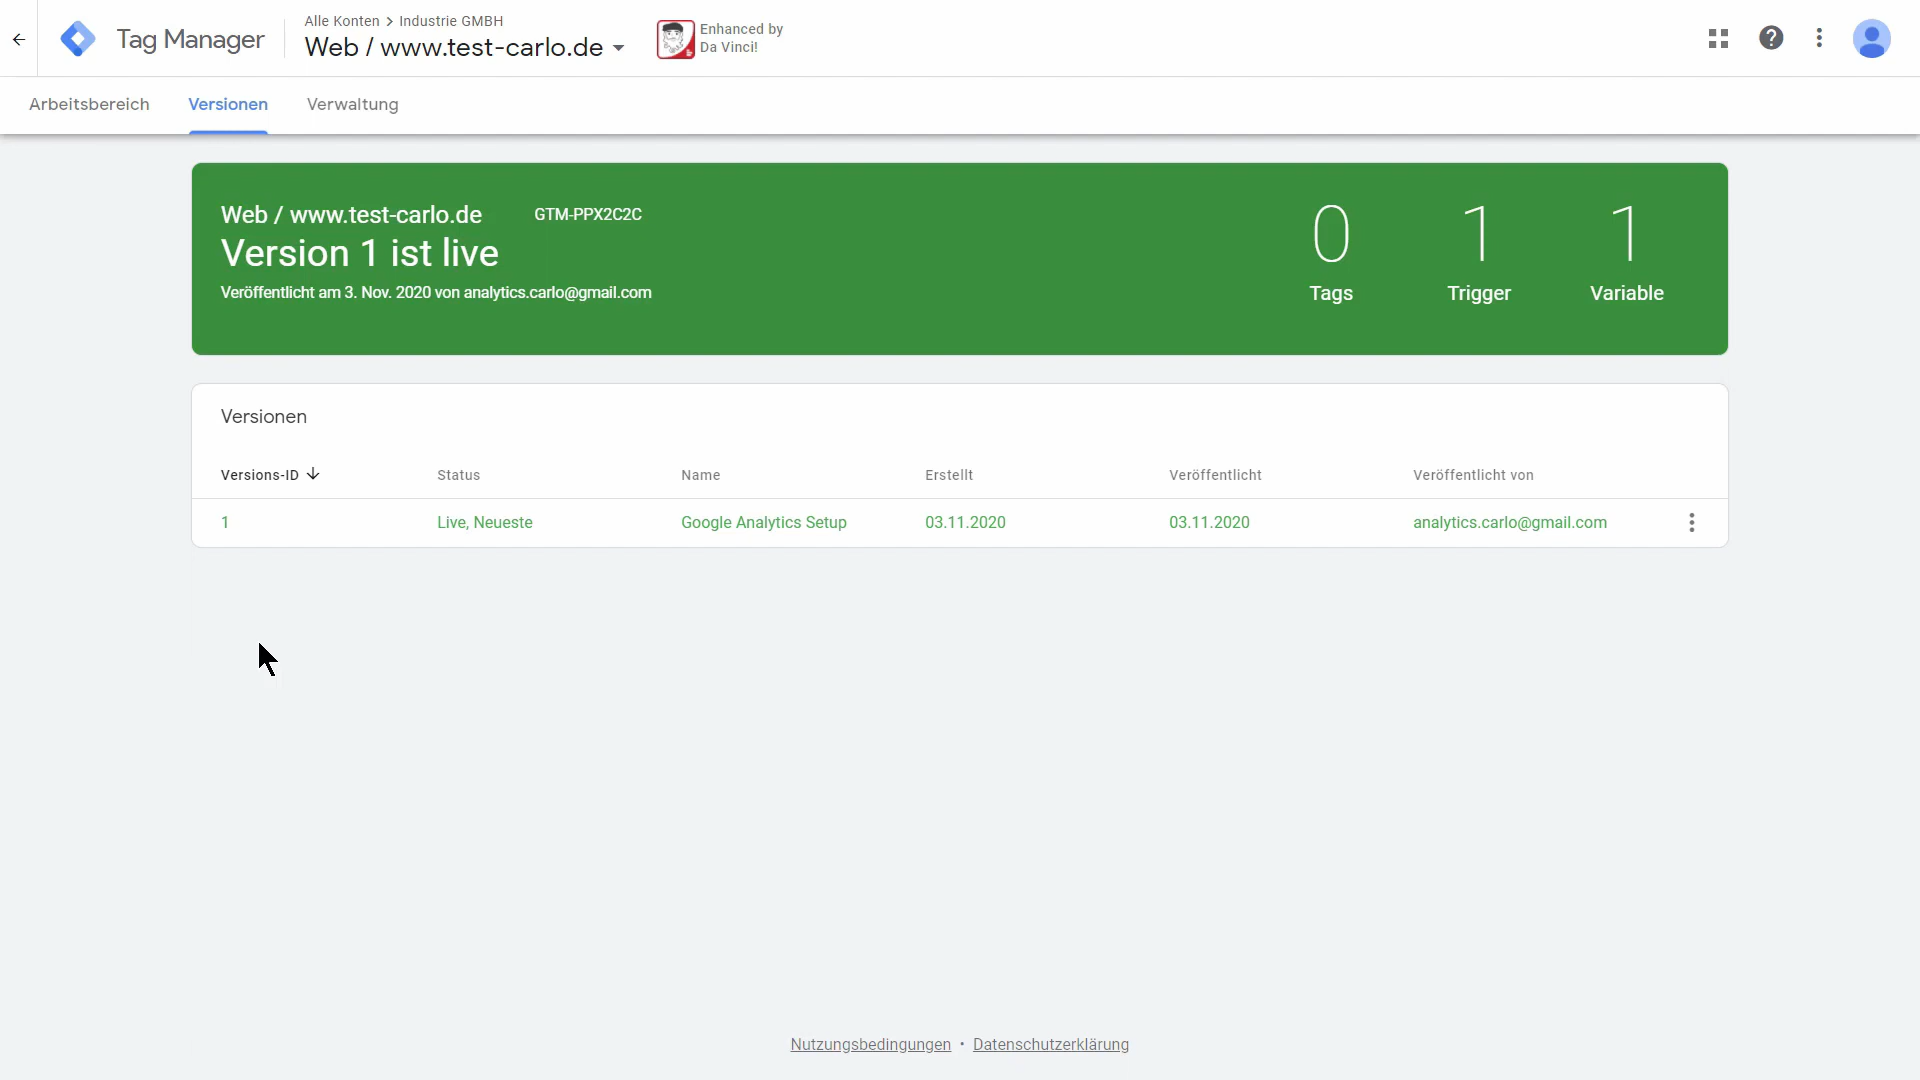 Tag Manager
Alle Konten > Industrie GMBH
Web / www.test-carlo.de
Enhanced by
Da Vinci!
Arbeitsbereich
Versionen
Verwaltung
Web / www.test-carlo.de
GTM-PPX2C2C
Version 1 ist live
Veröffentlicht am 3. Nov. 2020 von analytics.carlo@gmail.com
0
Tags
1
Trigger
1
Variable
Versionen
Versions-ID
Status
Name
Erstellt
Veröffentlicht
Veröffentlicht von
1
Live, Neueste
Google Analytics Setup
03.11.2020
03.11.2020
analytics.carlo@gmail.com
Nutzungsbedingungen • Datenschutzerklärung